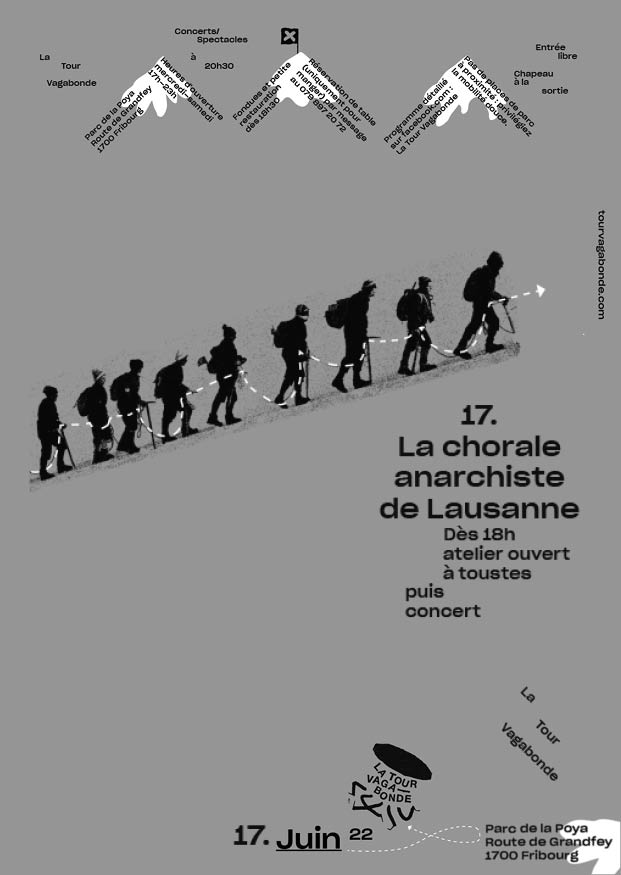 La
Tour
Vagabonde
Concerts/
Spectacles
à
20h30
Entrée
libre
Chapeau
à la
sortie
Parc de la Poya
Route de Grandfey
1700 Fribourg
Heures d'ouverture
mercredi–samedi
17h–23h
Fondues et petite
restauration
dès 18h30
Réservation de table
(uniquement pour
manger) par message
au 079 897 20 72
Programme détaillé
sur facebook.com :
La Tour Vagabonde
Pas de places de parc
à proximité : privilégiez
la mobilité douce.
tourvagabonde.com
17.
La chorale
anarchiste
de Lausanne
Dès 18h
atelier ouvert
à toustes
puis
concert
La
Tour
Vagabonde
LA TOUR
VAGA—
BONDE
17. Juin 22
Parc de la Poya
Route de Grandfey
1700 Fribourg